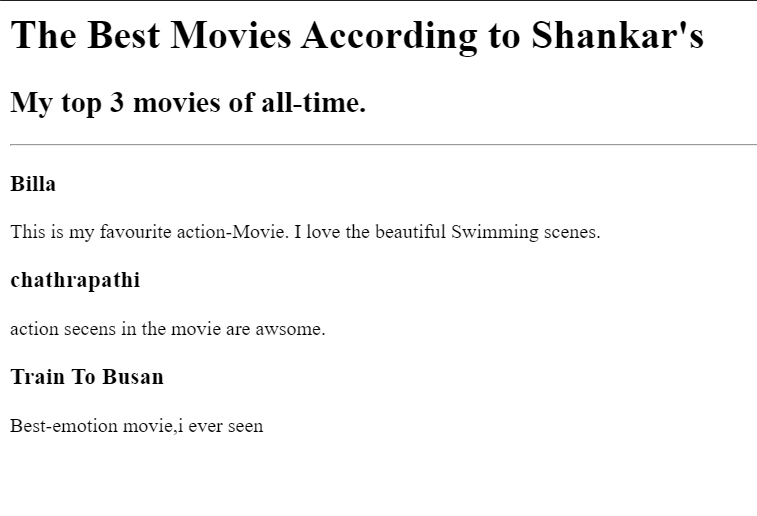 The Best Movies According to Shankar's
My top 3 movies of all-time.
Billa
This is my favourite action-Movie. I love the beautiful Swimming scenes.
chathrapathi
action secens in the movie are awsome.
Train To Busan
Best-emotion movie,i ever seen